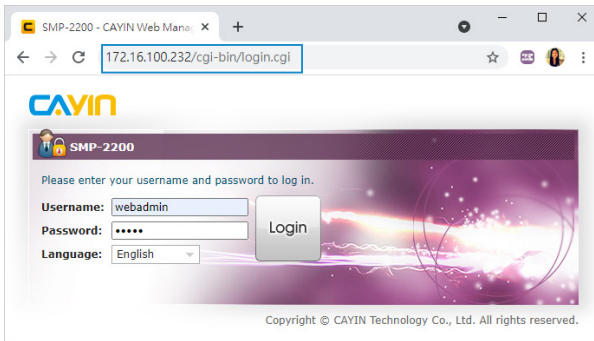 SMP-2200 - CAYIN Web Mana
172.16.100.232/cgi-bin/login.cgi
CAYIN
SMP-2200
Please enter your username and password to log in.
Username: webadmin
Password: •••••
Login
Language: English
Copyright © CAYIN Technology Co., Ltd. All rights reserved.